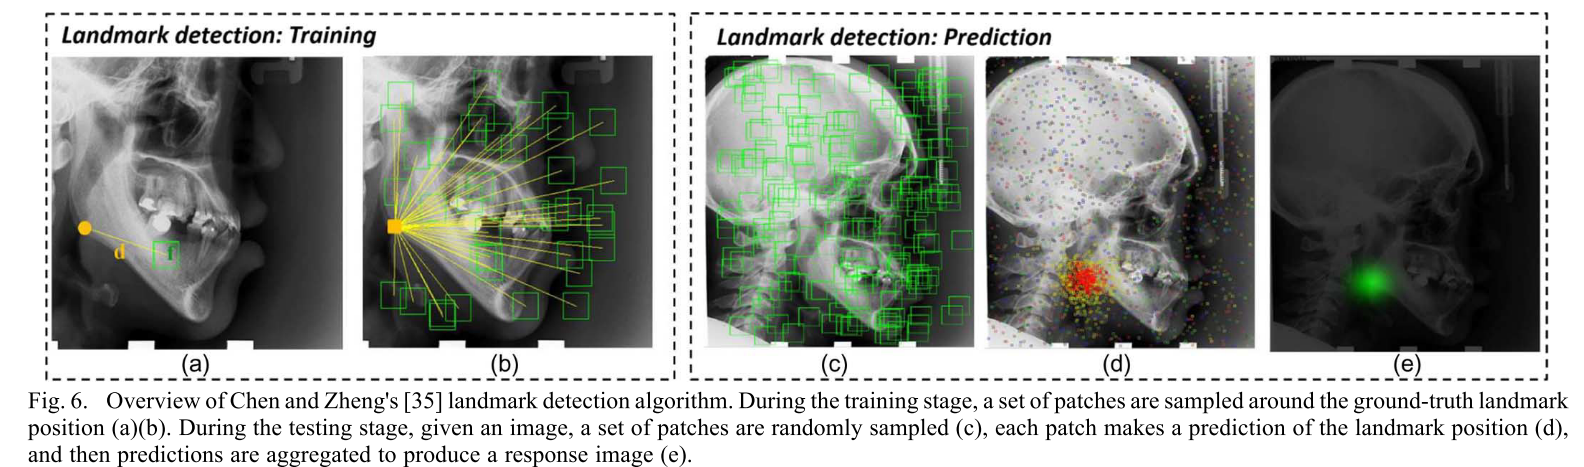 Landmark detection: Training
Landmark detection: Prediction
d
f
(a)
(b)
(c)
(d)
(e)
Fig. 6. Overview of Chen and Zheng's [35] landmark detection algorithm. During the training stage, a set of patches are sampled around the ground-truth landmark
position (a)(b). During the testing stage, given an image, a set of patches are randomly sampled (c), each patch makes a prediction of the landmark position (d),
and then predictions are aggregated to produce a response image (e).